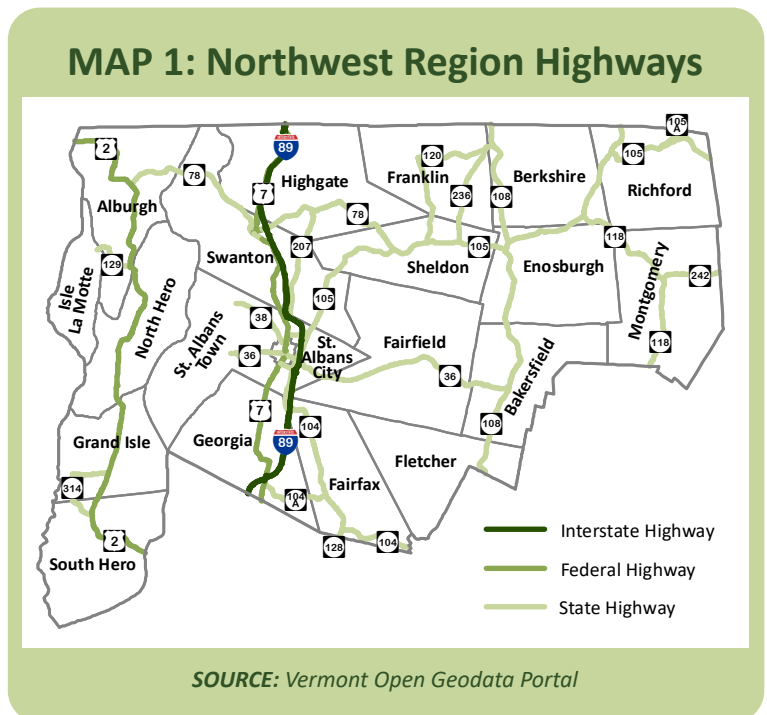 MAP 1: Northwest Region Highways
105
A
2
89
120
105
78
Highgate
Franklin
Berkshire
Richford
7
236
108
Alburgh
78
207
118
Swanton
105
129
Sheldon
Enosburgh
242
Isle
La Motte
North Hero
105
Montgomery
38
St. Albans
Town
St.
Albans
City
Fairfield
118
36
36
Bakersfield
7
108
104
Grand Isle
Georgia
89
Fletcher
314
104
A
Fairfax
2
128
104
South Hero
Interstate Highway
Federal Highway
State Highway
SOURCE: Vermont Open Geodata Portal